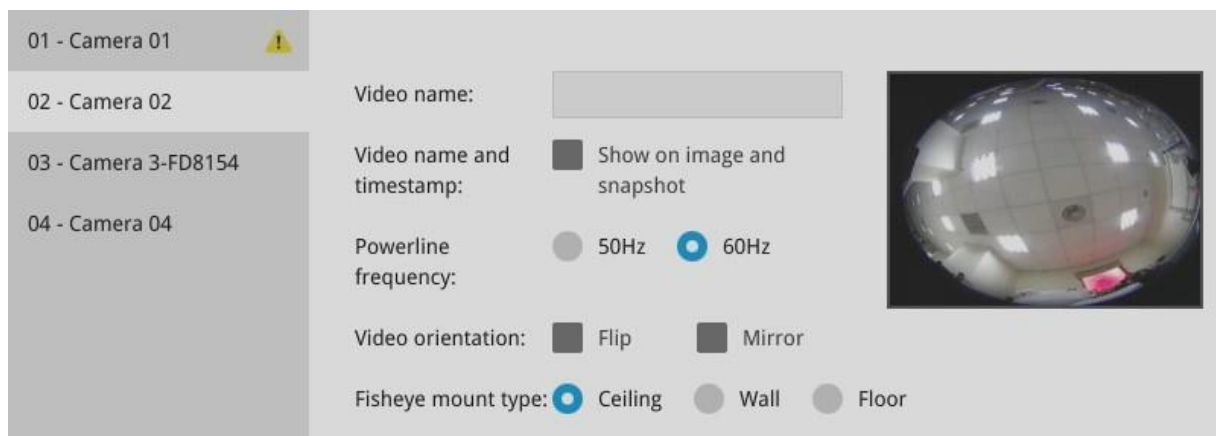 01 - Camera 01
02 - Camera 02
03 - Camera 3-FD8154
04 - Camera 04
Video name:
Video name and
timestamp:
Show on image and
snapshot
Powerline
frequency:
50Hz 60Hz
Video orientation: Flip Mirror
Fisheye mount type: Ceiling Wall Floor